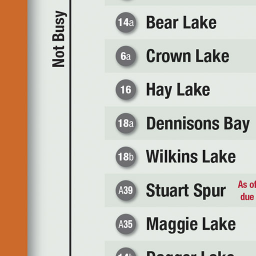 Not Busy
14a Bear Lake
6a Crown Lake
16 Hay Lake
18a Dennisons Bay
18b Wilkins Lake
A39 Stuart Spur As of
due
A35 Maggie Lake